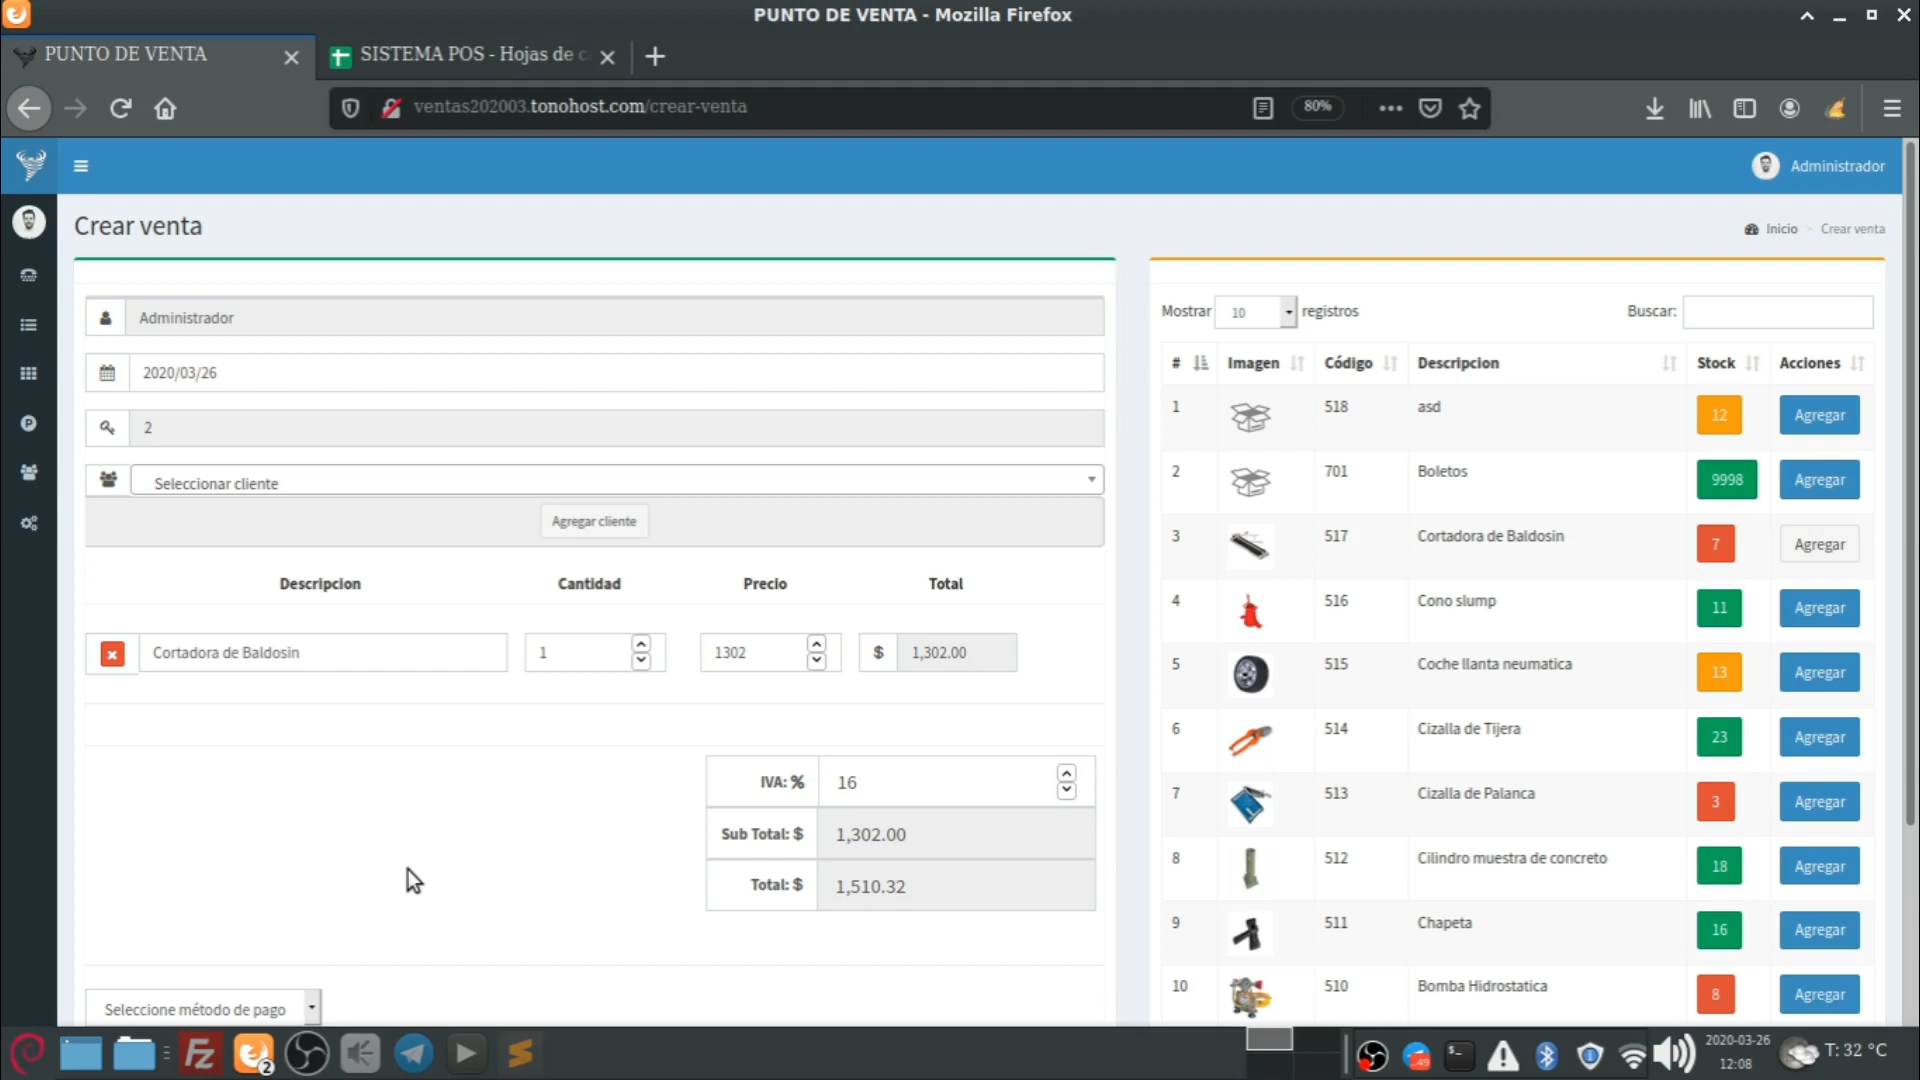 PUNTO DE VENTA - Mozilla Firefox
PUNTO DE VENTA
SISTEMA POS - Hojas de c
ventas202003.tonohost.com/crear-venta
80%
Administrador
Crear venta
Inicio > Crear venta
Administrador
2020/03/26
2
Seleccionar cliente
Agregar cliente
Descripcion Cantidad Precio Total
Cortadora de Baldosin 1 1302 $ 1,302.00
IVA: % 16
Sub Total: $ 1,302.00
Total: $ 1,510.32
Seleccione método de pago
Mostrar 10 registros Buscar:
# Imagen Código Descripcion Stock Acciones
1 518 asd 12 Agregar
2 701 Boletos 9998 Agregar
3 517 Cortadora de Baldosin 7 Agregar
4 516 Cono slump 11 Agregar
5 515 Coche llanta neumatica 13 Agregar
6 514 Cizalla de Tijera 23 Agregar
7 513 Cizalla de Palanca 3 Agregar
8 512 Cilindro muestra de concreto 18 Agregar
9 511 Chapeta 16 Agregar
10 510 Bomba Hidrostatica 8 Agregar
Fz
2
2020-03-26
12:08
T: 32 °C